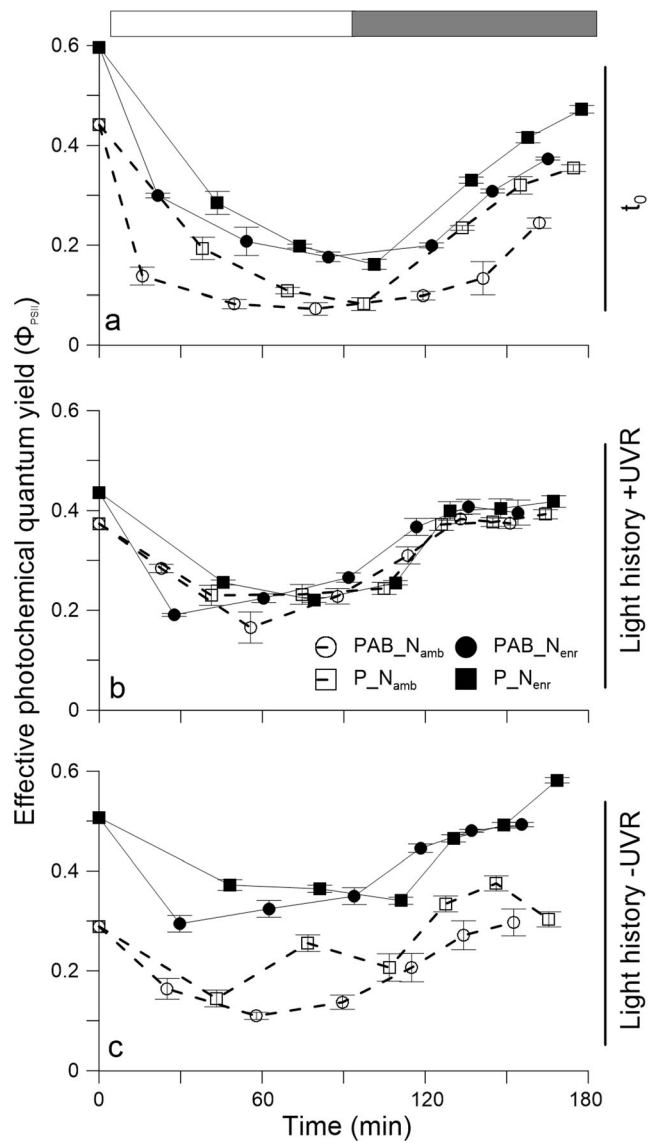 0.6
0.4
0.2
0
a
t0
0.6
0.4
0.2
0
b
PAB_Namb
PAB_Nenr
P_Namb
P_Nenr
Light history +UVR
Effective photochemical quantum yield (ΦPSII)
0.6
0.4
0.2
0
c
Light history -UVR
0
60
120
180
Time (min)